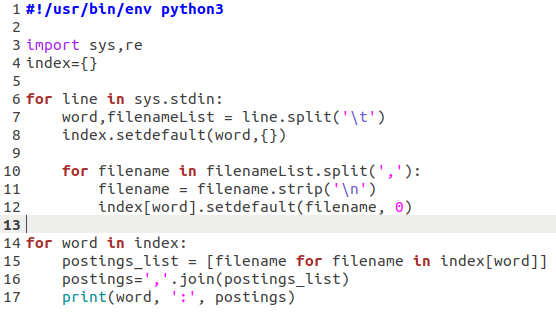 1 #!/usr/bin/env python3
2
3 import sys,re
4 index={}
5
6 for line in sys.stdin:
7     word,filenameList = line.split('\t')
8     index.setdefault(word,{})
9
10     for filename in filenameList.split(','):
11         filename = filename.strip('\n')
12         index[word].setdefault(filename, 0)
13
14 for word in index:
15     postings_list = [filename for filename in index[word]]
16     postings=','.join(postings_list)
17     print(word, ':', postings)